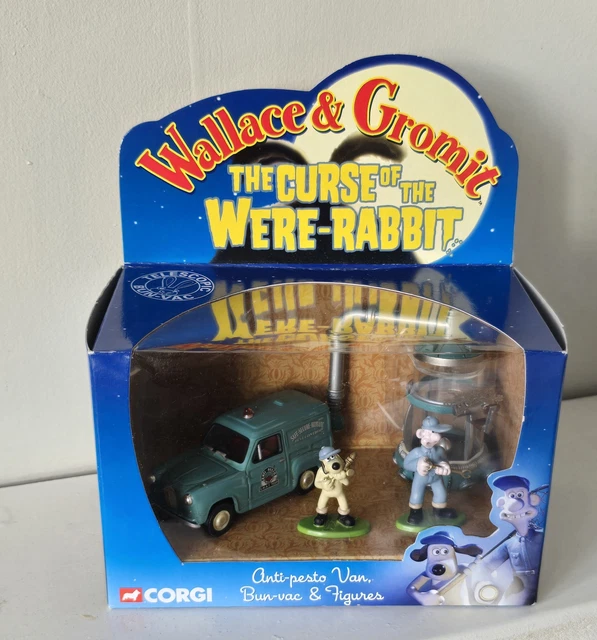 Wallace & Gromit
THE CURSE OF THE
WERE-RABBIT
TELESCOPIC
BUN-VAC
CORGI
Anti-pesto Van,
Bun-vac & Figures